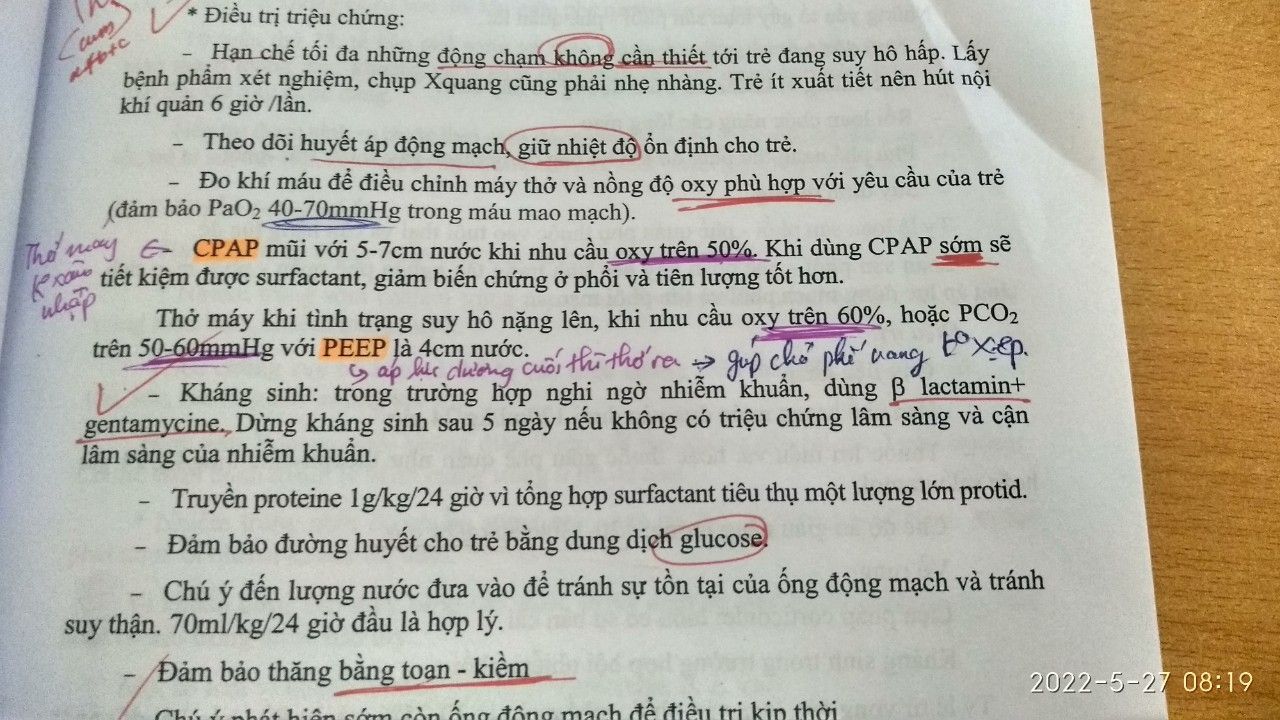 * Điều trị triệu chứng:
- Hạn chế tối đa những động chạm không cần thiết tới trẻ đang suy hô hấp. Lấy
bệnh phẩm xét nghiệm, chụp Xquang cũng phải nhẹ nhàng. Trẻ ít xuất tiết nên hút nội
khí quản 6 giờ /lần.
- Theo dõi huyết áp động mạch, giữ nhiệt độ ổn định cho trẻ.
- Đo khí máu để điều chỉnh máy thở và nồng độ oxy phù hợp với yêu cầu của trẻ
(đảm bảo PaO₂ 40-70mmHg trong máu mao mạch).
Thở máy
- CPAP mũi với 5-7cm nước khi nhu cầu oxy trên 50%. Khi dùng CPAP sớm sẽ
nhập
tiết kiệm được surfactant, giảm biến chứng ở phổi và tiên lượng tốt hơn.
Thở máy khi tình trạng suy hô nặng lên, khi nhu cầu oxy trên 60%, hoặc PCO₂
trên 50-60mmHg với PEEP là 4cm nước.
áp lực dương cuối thì thở ra → giúp cho phế nang xẹp.
- Kháng sinh: trong trường hợp nghi ngờ nhiễm khuẩn, dùng β lactamin+
gentamycine. Dừng kháng sinh sau 5 ngày nếu không có triệu chứng lâm sàng và cận
lâm sàng của nhiễm khuẩn.
- Truyền proteine 1g/kg/24 giờ vì tổng hợp surfactant tiêu thụ một lượng lớn protid.
- Đảm bảo đường huyết cho trẻ bằng dung dịch glucose.
- Chú ý đến lượng nước đưa vào để tránh sự tồn tại của ống động mạch và tránh
suy thận. 70ml/kg/24 giờ đầu là hợp lý.
- Đảm bảo thăng bằng toan - kiềm
Chú ý phát hiện sớm còn ống động mạch để điều trị kịp thời
2022-5-27 08:19